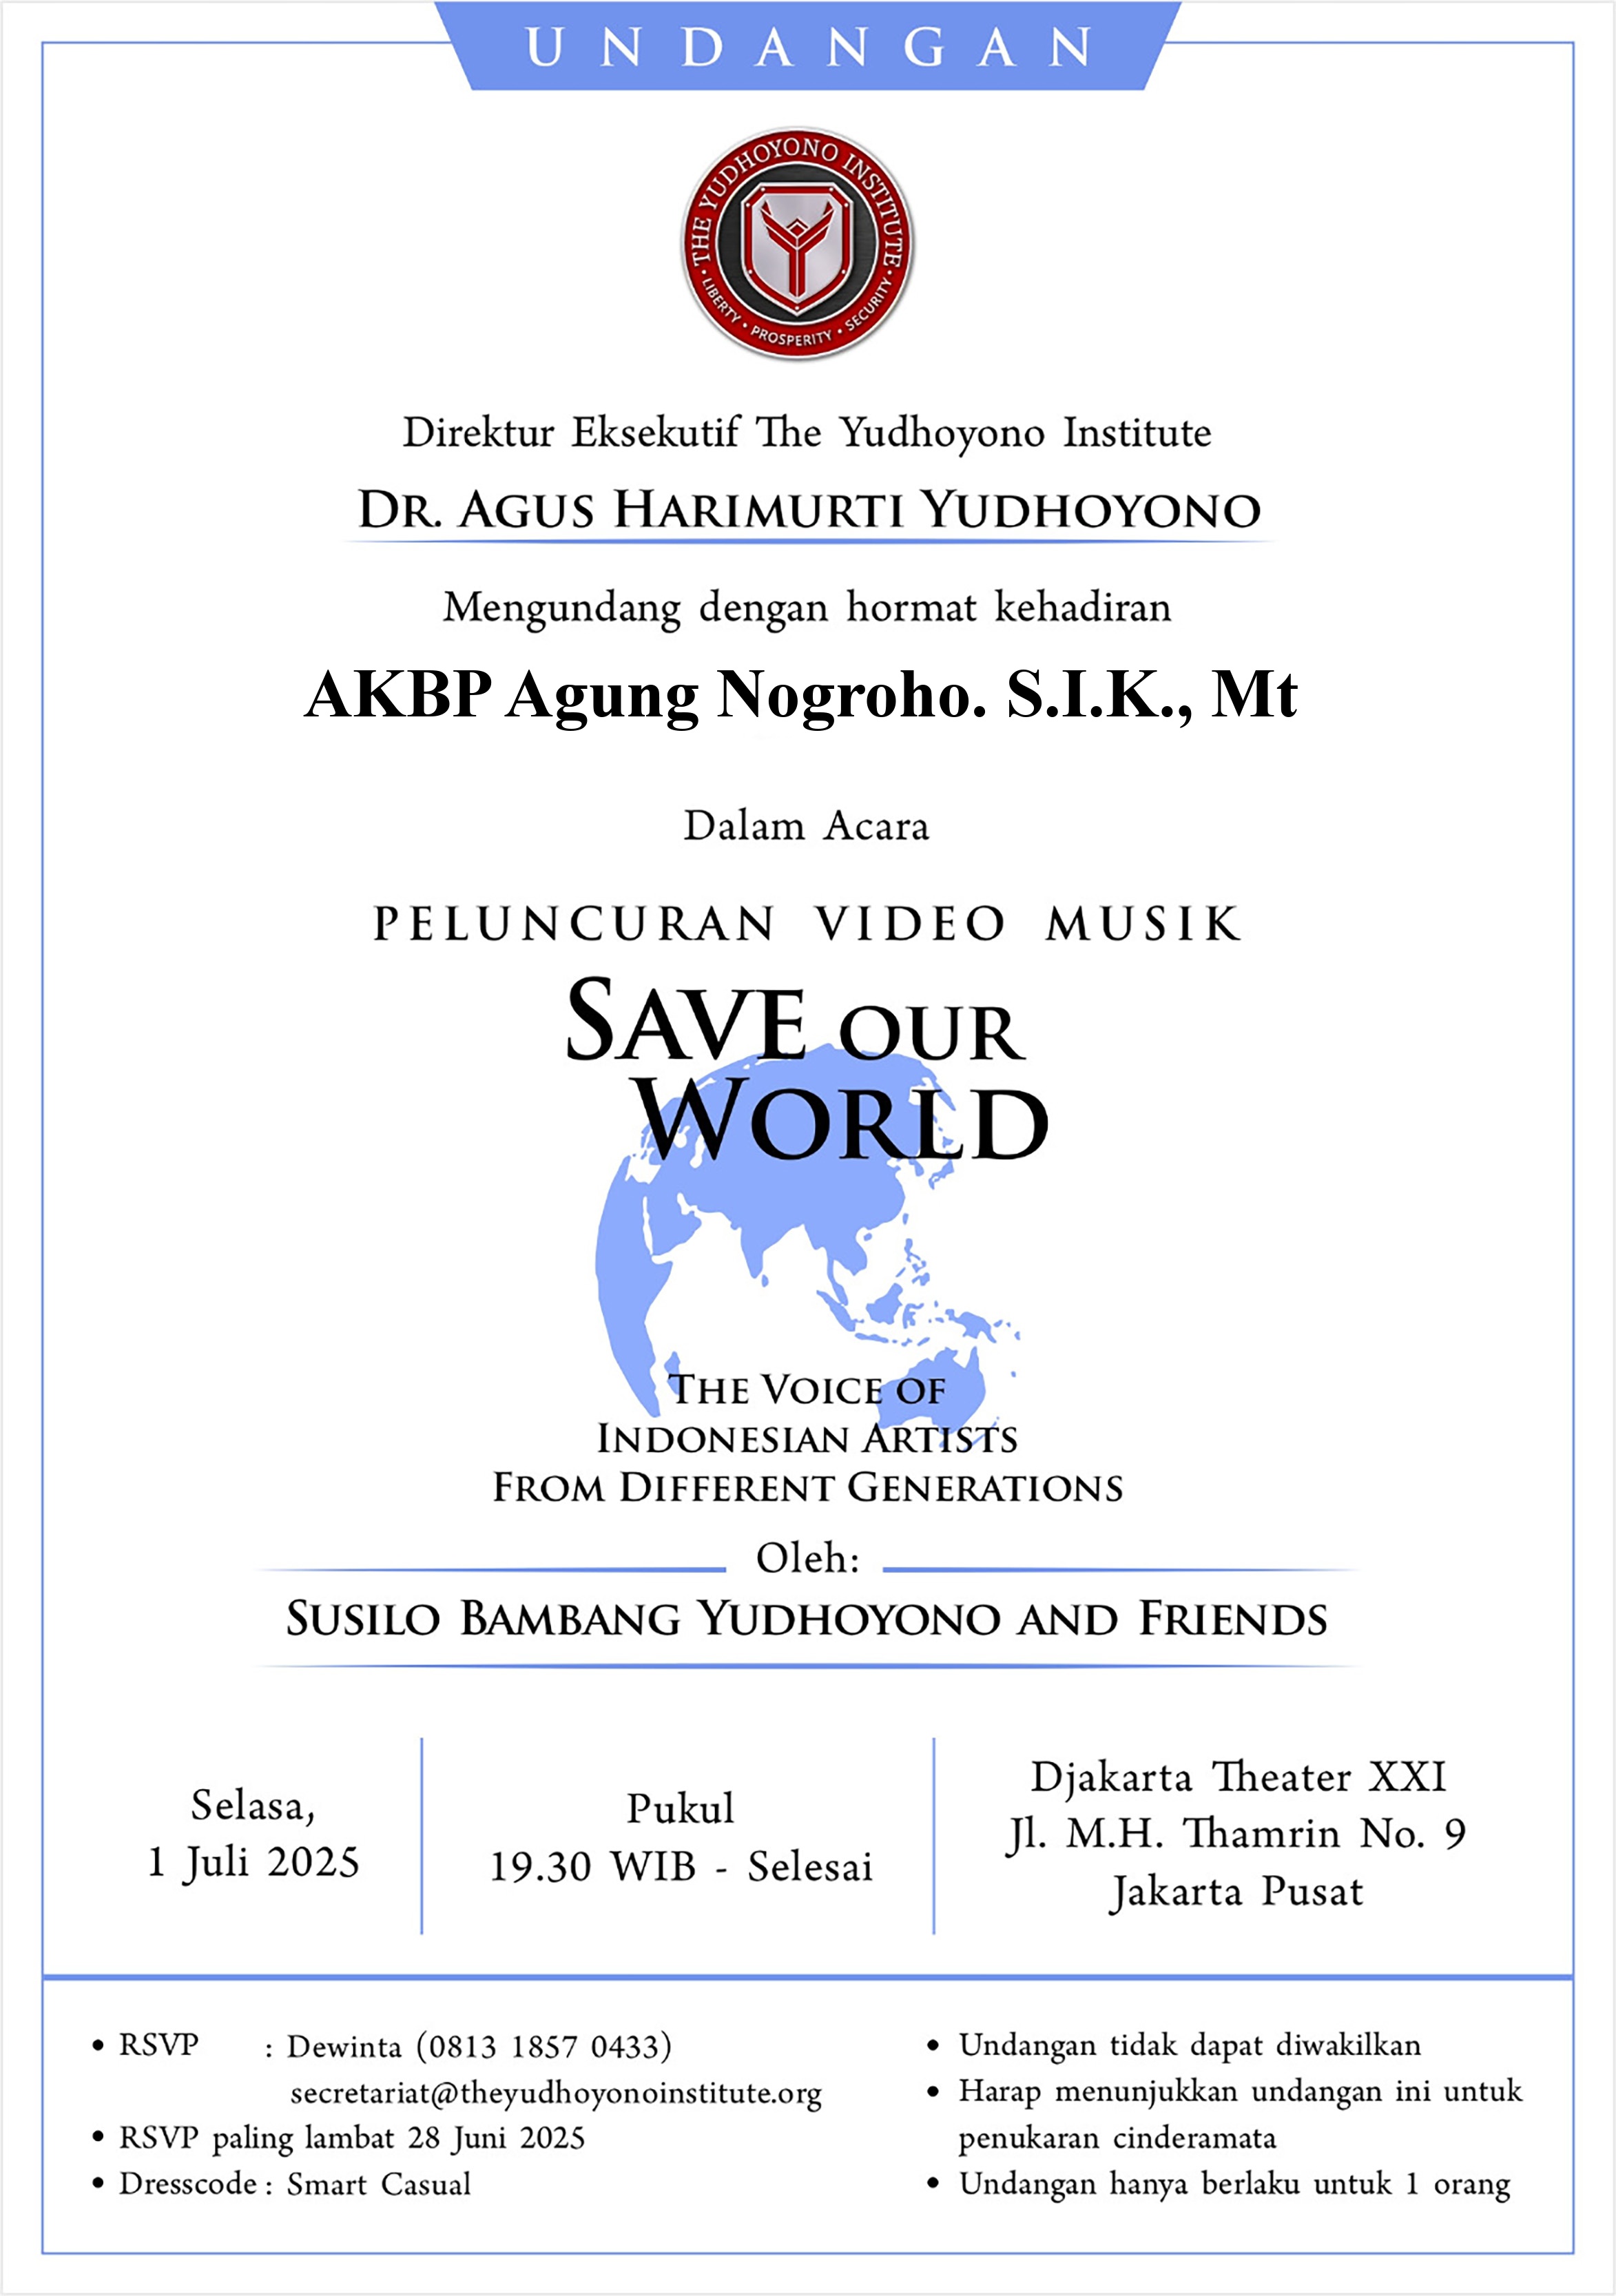 UNDANGAN
THE YUDHOYONO INSTITUTE
LIBERTY • PROSPERITY • SECURITY
Direktur Eksekutif The Yudhoyono Institute
DR. AGUS HARIMURTI YUDHOYONO
Mengundang dengan hormat kehadiran
AKBP Agung Nogroho. S.I.K., Mt
Dalam Acara
PELUNCURAN VIDEO MUSIK
SAVE OUR
WORLD
THE VOICE OF
INDONESIAN ARTISTS
FROM DIFFERENT GENERATIONS
Oleh:
SUSILO BAMBANG YUDHOYONO AND FRIENDS
Selasa,
1 Juli 2025
Pukul
19.30 WIB - Selesai
Djakarta Theater XXI
Jl. M.H. Thamrin No. 9
Jakarta Pusat
• RSVP : Dewinta (0813 1857 0433)
secretariat@theyudhoyonoinstitute.org
• RSVP paling lambat 28 Juni 2025
• Dresscode : Smart Casual
• Undangan tidak dapat diwakilkan
• Harap menunjukkan undangan ini untuk
penukaran cinderamata
• Undangan hanya berlaku untuk 1 orang